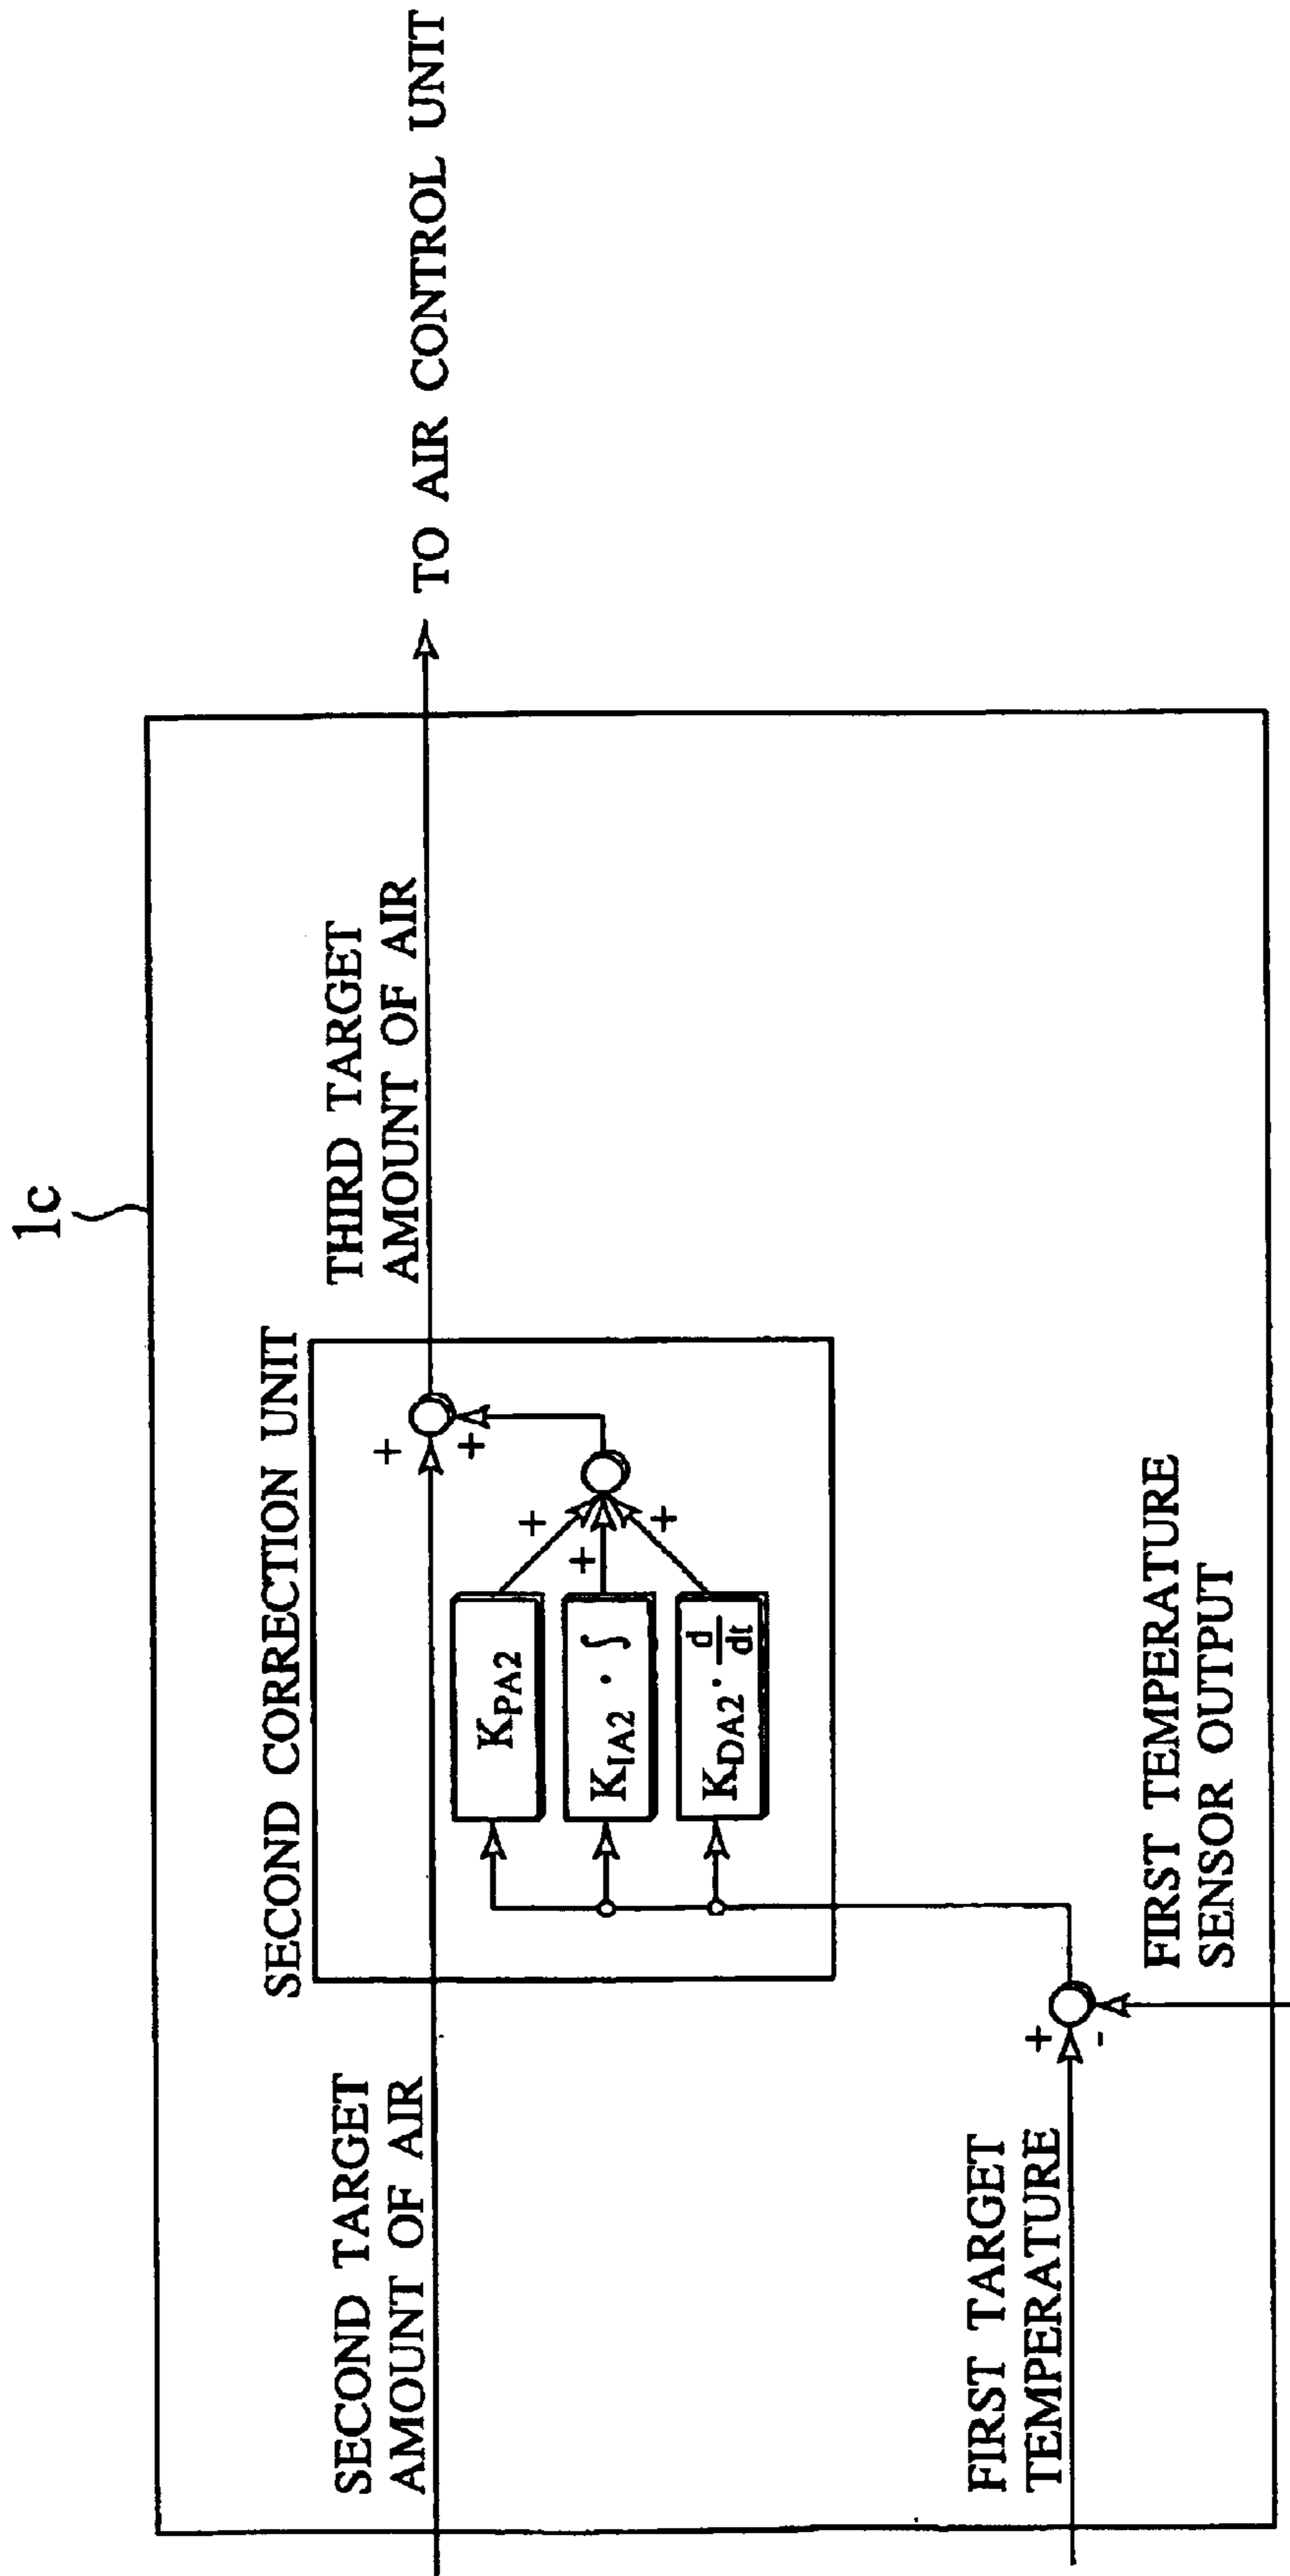 1c
SECOND CORRECTION UNIT
SECOND TARGET
AMOUNT OF AIR
THIRD TARGET
AMOUNT OF AIR
TO AIR CONTROL UNIT
+
+
K_PA2
+
K_IA2 · ∫
+
K_DA2 · d/dt
+
FIRST TARGET
TEMPERATURE
+
-
FIRST TEMPERATURE
SENSOR OUTPUT